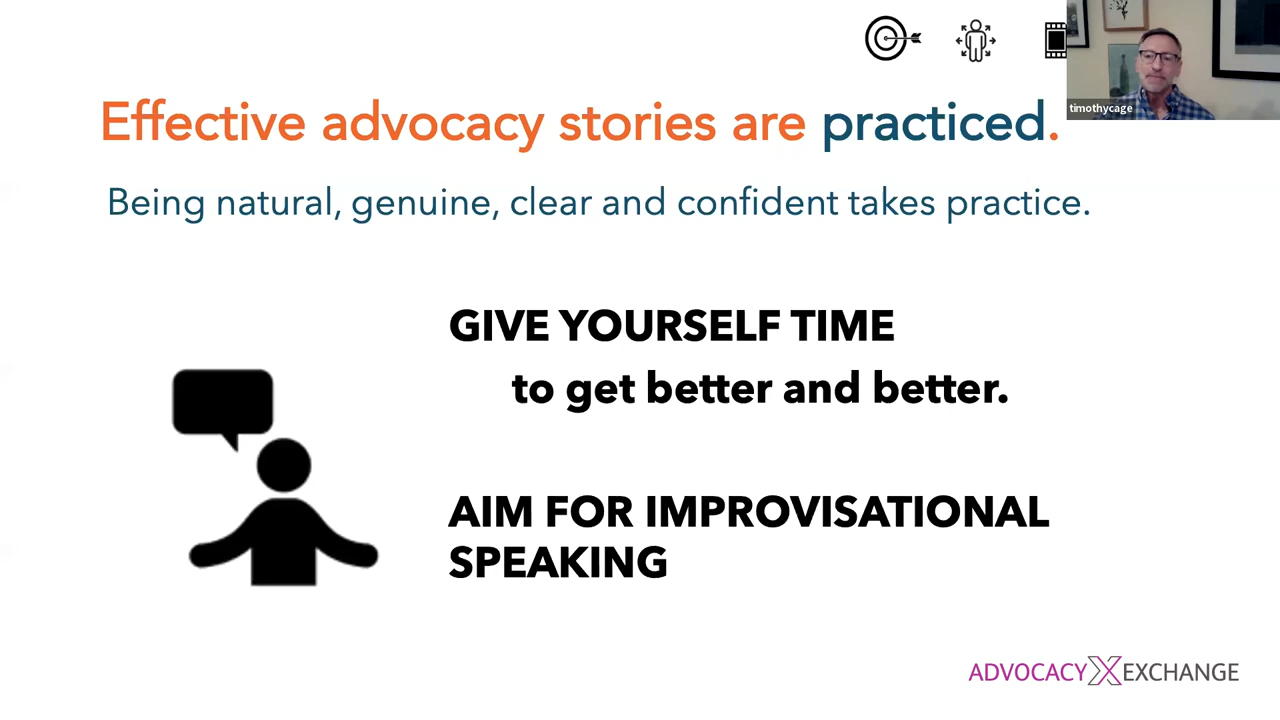 timothycage
Effective advocacy stories are practiced.
Being natural, genuine, clear and confident takes practice.
GIVE YOURSELF TIME
to get better and better.
AIM FOR IMPROVISATIONAL
SPEAKING
ADVOCACY X EXCHANGE